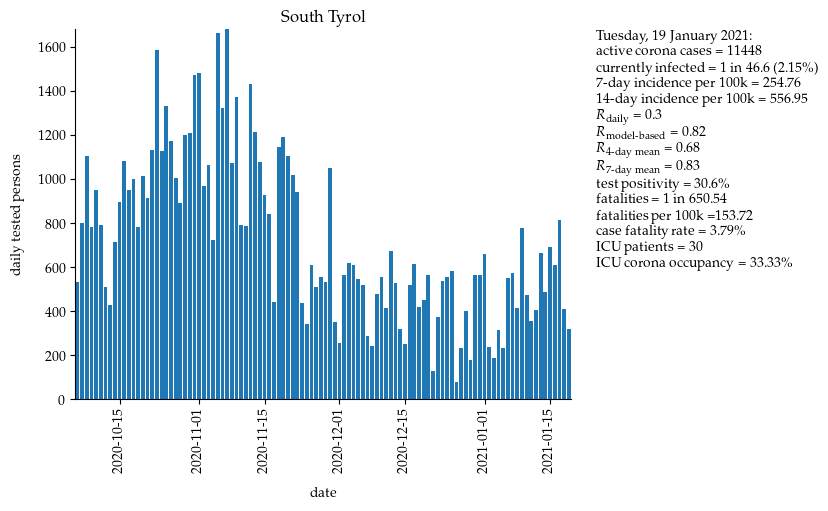 South Tyrol
1600
1400
1200
1000
800
600
400
200
0
daily tested persons
2020-10-15
2020-11-01
2020-11-15
2020-12-01
2020-12-15
2021-01-01
2021-01-15
date
Tuesday, 19 January 2021:
active corona cases = 11448
currently infected = 1 in 46.6 (2.15%)
7-day incidence per 100k = 254.76
14-day incidence per 100k = 556.95
R daily = 0.3
R model-based = 0.82
R 4-day mean = 0.68
R 7-day mean = 0.83
test positivity = 30.6%
fatalities = 1 in 650.54
fatalities per 100k =153.72
case fatality rate = 3.79%
ICU patients = 30
ICU corona occupancy = 33.33%